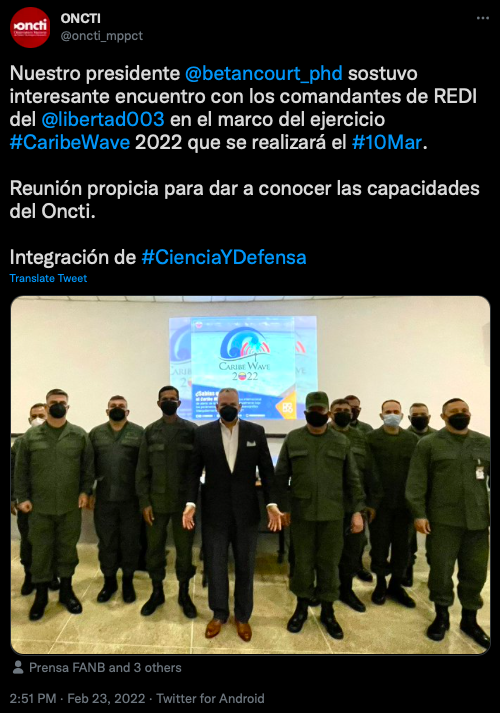 oncti
ONCTI
@oncti_mppct
Nuestro presidente @betancourt_phd sostuvo
interesante encuentro con los comandantes de REDI
del @libertad003 en el marco del ejercicio
#CaribeWave 2022 que se realizará el #10Mar.
Reunión propicia para dar a conocer las capacidades
del Oncti.
Integración de #CienciaYDefensa
Translate Tweet
CARIBE WAVE
2022
Prensa FANB and 3 others
2:51 PM · Feb 23, 2022 · Twitter for Android